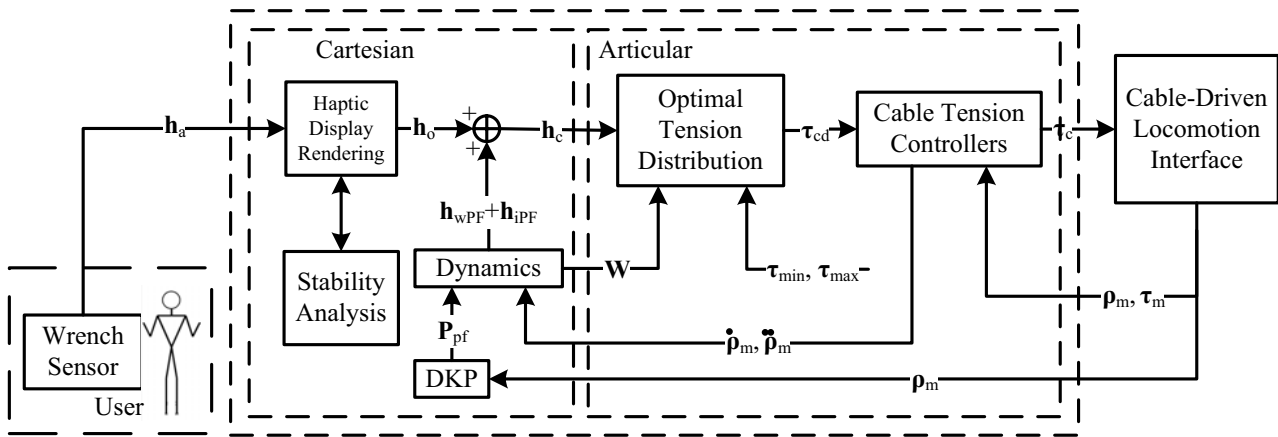 Cartesian
Articular
Haptic
Display
Rendering
Optimal
Tension
Distribution
Cable Tension
Controllers
Cable-Driven
Locomotion
Interface
h_a
h_o
+
+
h_c
τ_cd
τ_c
h_wPF+h_iPF
Stability
Analysis
Dynamics
W
τ_min, τ_max
ρ_m, τ_m
Wrench
Sensor
User
P_pf
ρ̇_m, ρ̈_m
DKP
ρ_m